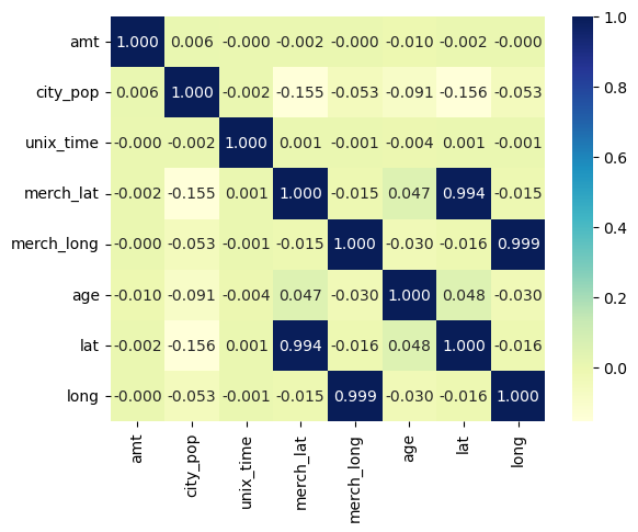 amt 1.000 0.006 -0.000 -0.002 -0.000 -0.010 -0.002 -0.000
city_pop 0.006 1.000 -0.002 -0.155 -0.053 -0.091 -0.156 -0.053
unix_time -0.000 -0.002 1.000 0.001 -0.001 -0.004 0.001 -0.001
merch_lat -0.002 -0.155 0.001 1.000 -0.015 0.047 0.994 -0.015
merch_long -0.000 -0.053 -0.001 -0.015 1.000 -0.030 -0.016 0.999
age -0.010 -0.091 -0.004 0.047 -0.030 1.000 0.048 -0.030
lat -0.002 -0.156 0.001 0.994 -0.016 0.048 1.000 -0.016
long -0.000 -0.053 -0.001 -0.015 0.999 -0.030 -0.016 1.000
amt city_pop unix_time merch_lat merch_long age lat long
1.0
0.8
0.6
0.4
0.2
0.0